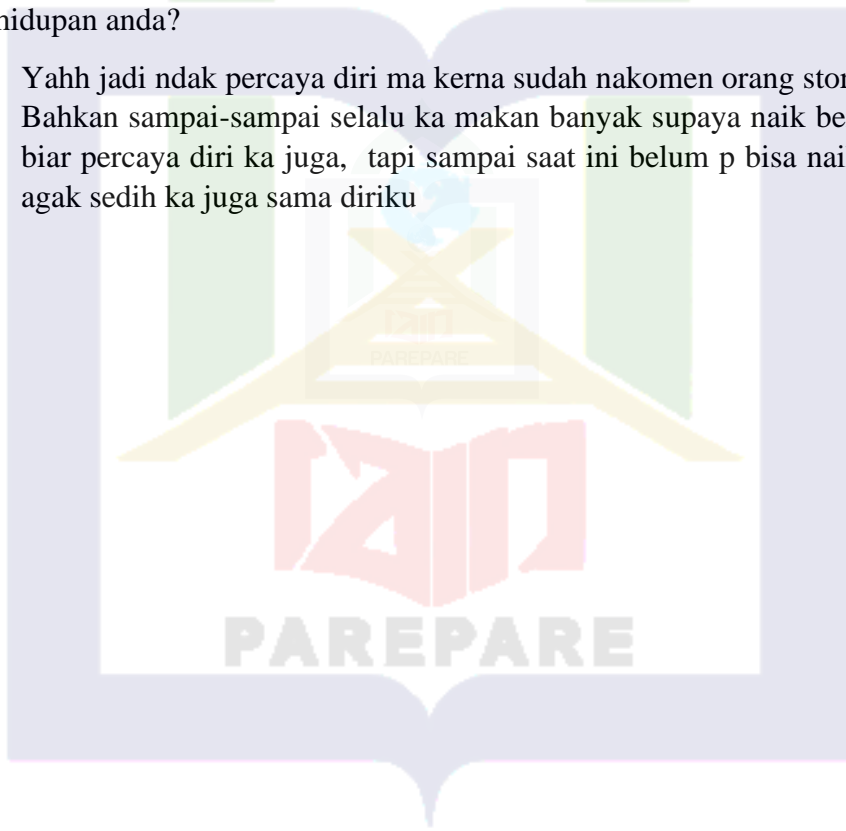 hidupan anda?
Yahh jadi ndak percaya diri ma kerna sudah nakomen orang stor
Bahkan sampai-sampai selalu ka makan banyak supaya naik be
biar percaya diri ka juga, tapi sampai saat ini belum p bisa nai
agak sedih ka juga sama diriku
iain
PAREPARE
iain
PAREPARE